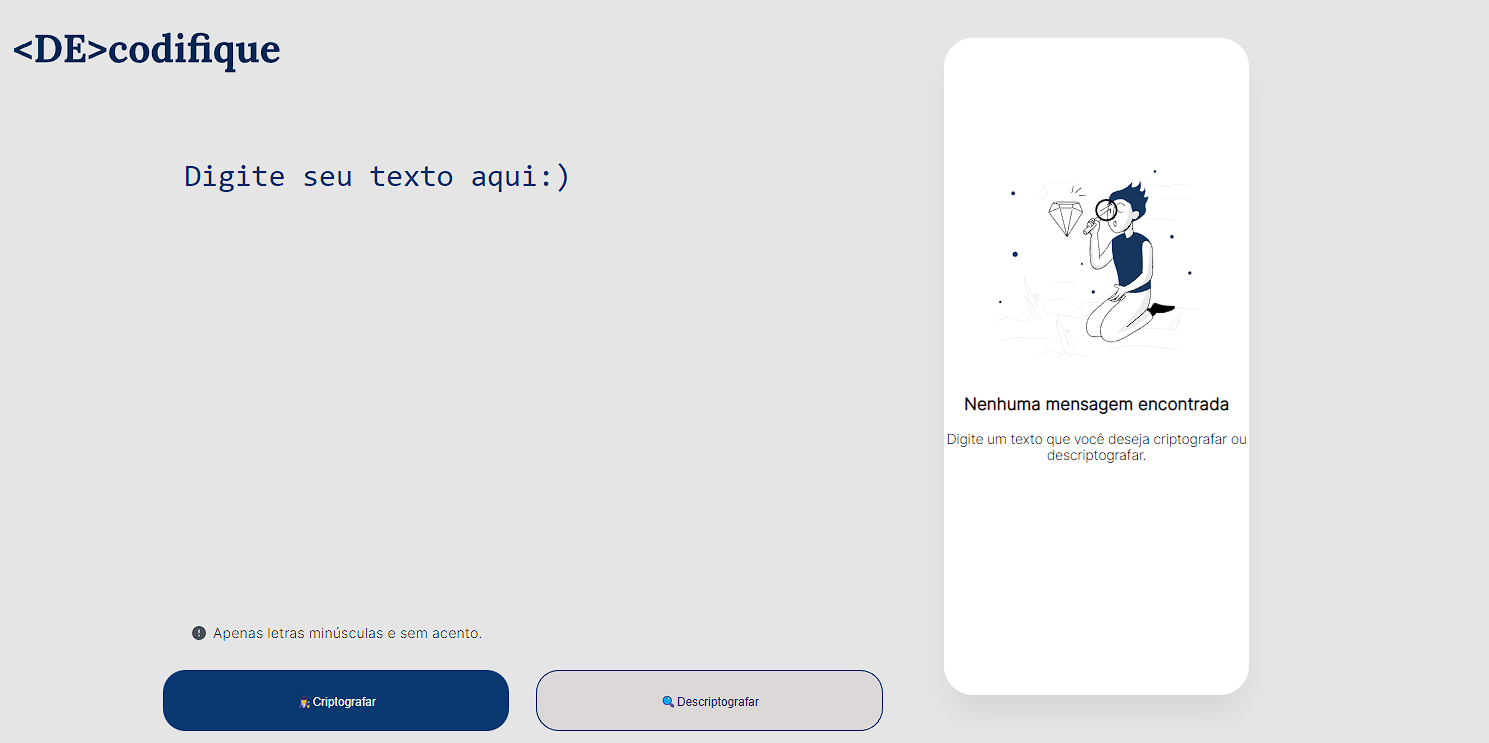 <DE>codifique
Digite seu texto aqui:)
Nenhuma mensagem encontrada
Digite um texto que você deseja criptografar ou
descriptografar.
Apenas letras minúsculas e sem acento.
Criptografar
Descriptografar